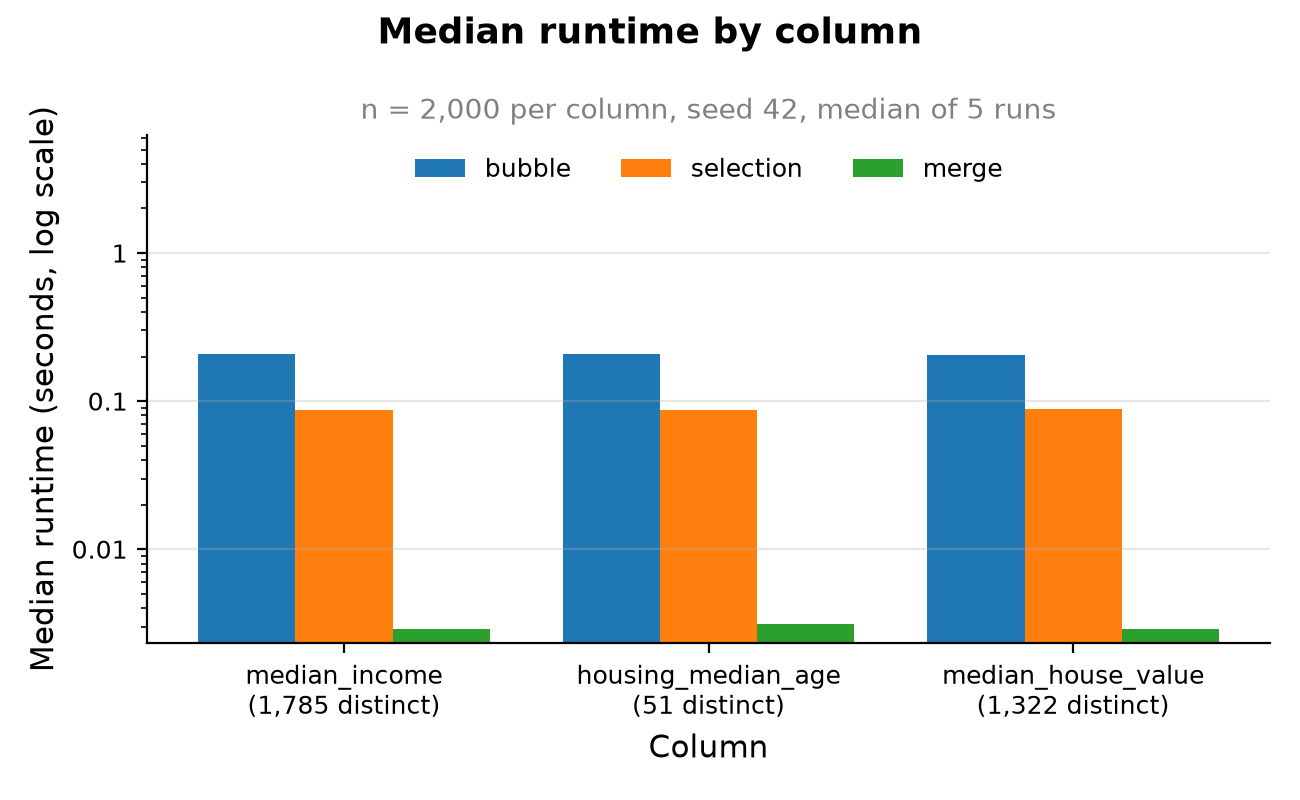 Median runtime by column
n = 2,000 per column, seed 42, median of 5 runs
bubble selection merge
Median runtime (seconds, log scale)
1
0.1
0.01
median_income housing_median_age median_house_value
(1,785 distinct) (51 distinct) (1,322 distinct)
Column